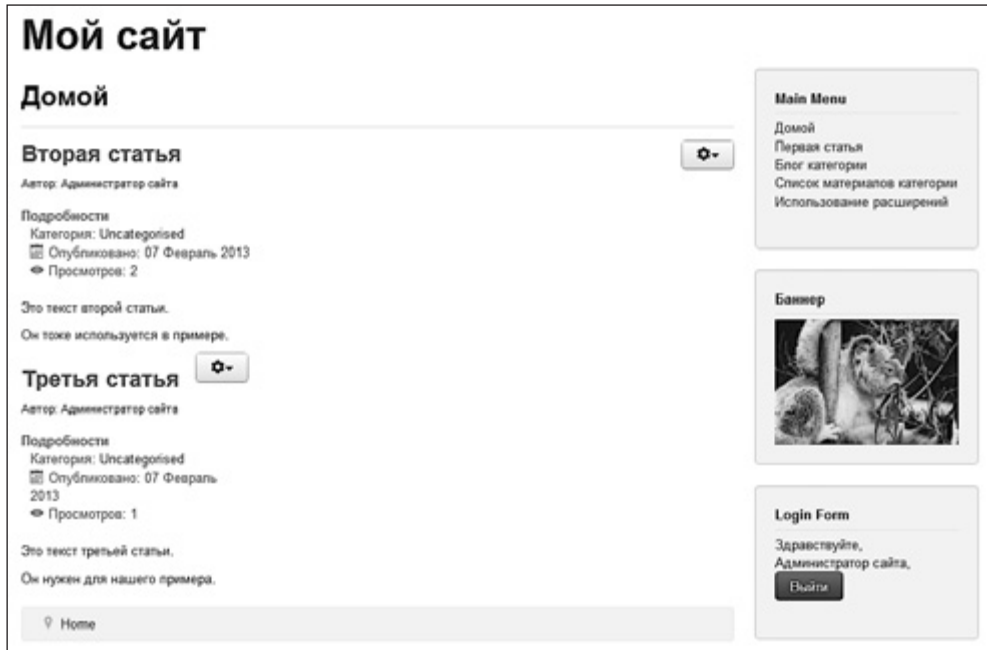 Мой сайт
Домой
Вторая статья
Автор: Администратор сайта
Подробности
Категория: Uncategorised
Опубликовано: 07 Февраль 2013
Просмотров: 2
Это текст второй статьи.
Он тоже используется в примере.
Третья статья
Автор: Администратор сайта
Подробности
Категория: Uncategorised
Опубликовано: 07 Февраль
2013
Просмотров: 1
Это текст третьей статьи.
Он нужен для нашего примера.
Home
Main Menu
Домой
Первая статья
Блог категории
Список материалов категории
Использование расширений
Баннер
Login Form
Здравствуйте,
Администратор сайта,
Выйти